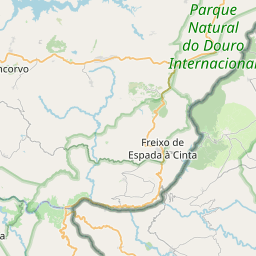 Parque
Natural
do Douro
Internacional
ncorvo
Freixo de
Espada à Cinta
a